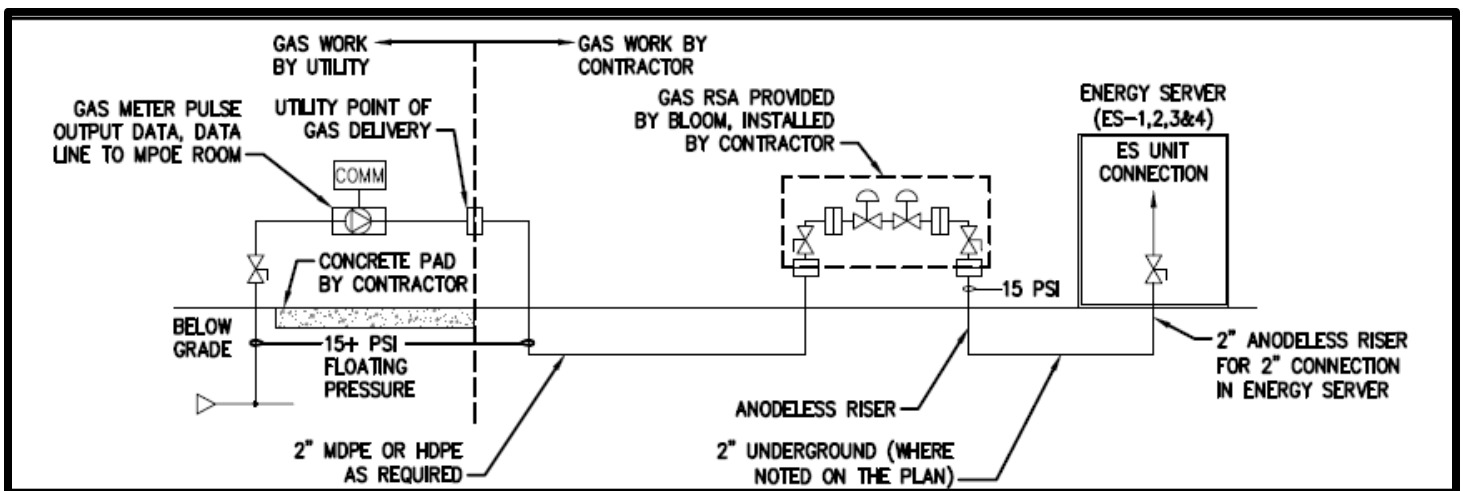 GAS WORK
BY UTILITY
GAS WORK BY
CONTRACTOR
GAS METER PULSE
OUTPUT DATA, DATA
LINE TO MPOE ROOM
UTILITY POINT OF
GAS DELIVERY
GAS RSA PROVIDED
BY BLOOM, INSTALLED
BY CONTRACTOR
ENERGY SERVER
(ES-1,2,3&4)
ES UNIT
CONNECTION
COMM
CONCRETE PAD
BY CONTRACTOR
15 PSI
BELOW
GRADE
15+ PSI
FLOATING
PRESSURE
2" ANODELESS RISER
FOR 2" CONNECTION
IN ENERGY SERVER
ANODELESS RISER
2" MDPE OR HDPE
AS REQUIRED
2" UNDERGROUND (WHERE
NOTED ON THE PLAN)